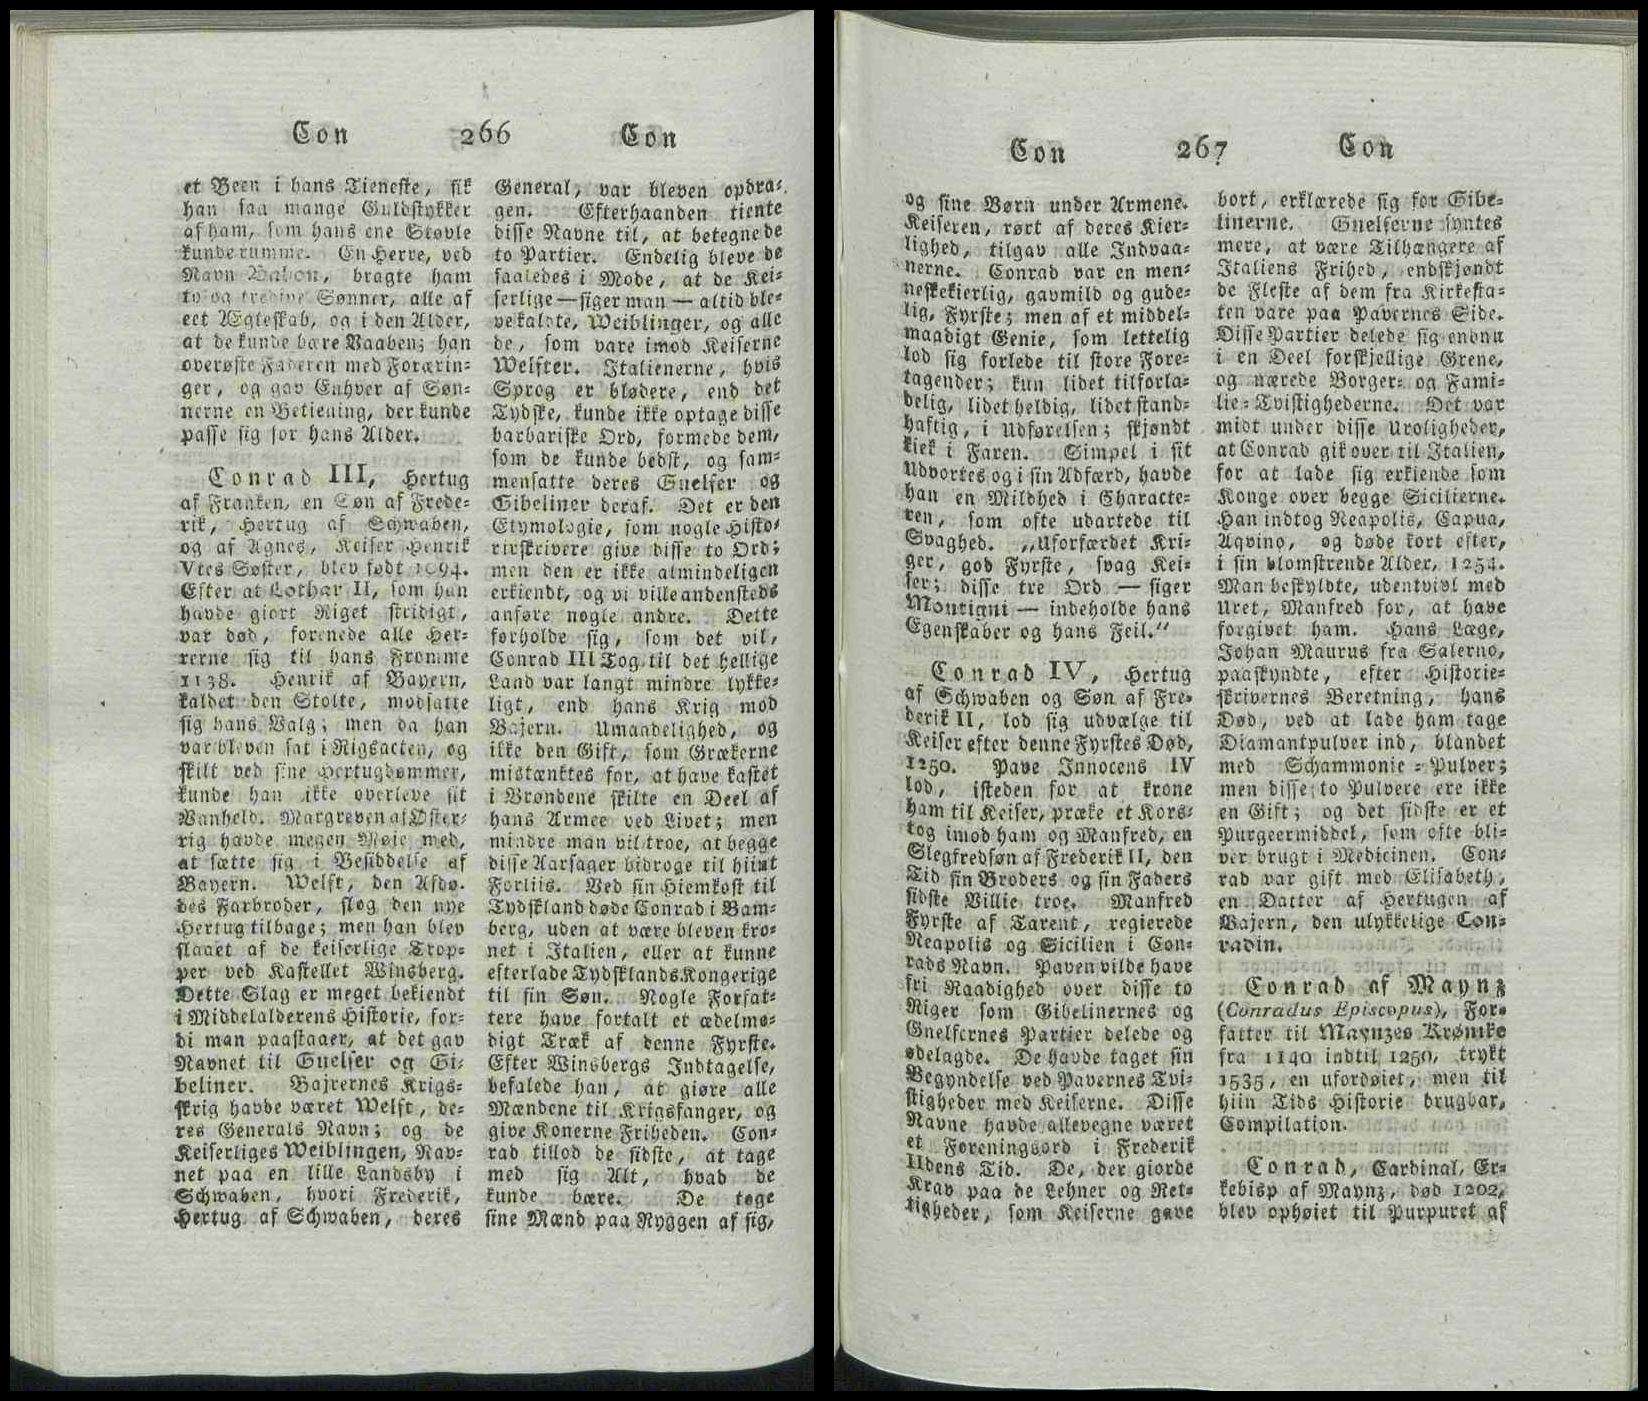 Con 266 Con
et Been i hans Tieneste, fik
han saa mange Guldstykker
af ham, som hans ene Støvle
kunde rumme. En Herre, ved
Navn Babon, bragte ham
to og tredive Sønner, alle af
eet Ægteskab, og i den Alder,
at de kunde bære Vaaben; han
overøste Faderen med Forærin-
ger, og gav Enhver af Søn-
nerne en Betiening, der kunde
passe sig for hans Alder.
Conrad III, Hertug
af Franken, en Søn af Frede-
rik, Hertug af Schwaben,
og af Agnes, Keiser Henrik
Vtes Søster, blev født 1094.
Efter at Lothar II, som han
havde giort Riget stridigt,
var død, forenede alle Her-
rerne sig til hans Fromme
1138. Henrik af Bayern,
kaldet den Stolte, modsatte
sig hans Valg; men da han
var bleven sat i Rigsacten, og
skilt ved sine Hertugdømmer,
kunde han ikke overleve sit
Vanheld. Margreven af Øster-
rig havde megen Møie med,
at sætte sig i Besiddelse af
Bayern. Welft, den Afdø-
des Farbroder, slog den nye
Hertug tilbage; men han blev
slaaet af de keiserlige Trop-
per ved Kastellet Winsberg.
Dette Slag er meget bekiendt
i Middelalderens Historie, for-
di man paastaaer, at det gav
Navnet til Guelfer og Gi-
beliner. Bajrernes Krigs-
skrig havde været Welft, de-
res Generals Navn; og de
Keiserliges Weiblingen, Nav-
net paa en lille Landsby i
Schwaben, hvori Frederik,
Hertug af Schwaben, deres
General, var bleven opdra-
gen. Efterhaanden tiente
disse Navne til, at betegne de
to Partier. Endelig bleve de
saaledes i Mode, at de Kei-
serlige — siger man — altid ble-
ve kaldte, Weiblinger, og alle
de, som vare imod Keiserne
Welfter. Italienerne, hvis
Sprog er blødere, end det
Tydske, kunde ikke optage disse
barbariske Ord, formede dem,
som de kunde bedst, og sam-
mensatte deres Guelfer og
Gibeliner deraf. Det er den
Etymologie, som nogle Histo-
rieskrivere give disse to Ord;
men den er ikke almindeligen
erkiendt, og vi ville andensteds
anføre nogle andre. Dette
forholde sig, som det vil,
Conrad III Tog til det hellige
Land var langt mindre lykke-
ligt, end hans Krig mod
Bajern. Umaadelighed, og
ilke den Gift, som Grækerne
mistænktes for, at have kastet
i Brøndene skilte en Deel af
hans Armee ved Livet; men
mindre man vil troe, at begge
disse Aarsager bidroge til hiint
Forliis. Ved sin Hiemkost til
Tydskland døde Conrad i Bam-
berg, uden at være bleven kro-
net i Italien, eller at kunne
efterlade Tydsklands Kongerige
til sin Søn. Nogle Forfat-
tere have fortalt et ædelmo-
digt Træk af denne Fyrste.
Efter Winsbergs Indtagelse,
befalede han, at giøre alle
Mændene til Krigsfanger, og
give Konerne Friheden. Con-
rad tillod de sidste, at tage
med sig Alt, hvad de
kunde bære. De toge
sine Mænd paa Ryggen af sig,
Con 267 Con
og sine Børn under Armene.
Keiseren, rørt af deres Kier-
lighed, tilgav alle Indvaa-
nerne. Conrad var en men-
neskekierlig, gavmild og gude-
lig, Fyrste; men af et middel-
maadigt Genie, som lettelig
lod sig forlede til store Fore-
tagender; kun lidet tilforla-
delig, lidet heldig, lidet stand-
haftig, i Udførelsen; skjøndt
kiek i Faren. Simpel i sit
Udvortes og i sin Adfærd, havde
han en Mildhed i Characte-
ren, som ofte udartede til
Svaghed. „Uforfærdet Kri-
ger, god Fyrste, svag Kei-
ser; disse tre Ord — siger
Montigni — indeholde hans
Egenskaber og hans Feil.“
Conrad IV, Hertug
af Schwaben og Søn af Fre-
derik II, lod sig udvælge til
Keiser efter denne Fyrstes Død,
1250. Pave Innocens IV
lod, isteden for at krone
ham til Keiser, præke et Kors-
tog imod ham og Manfred, en
Slegfredsøn af Frederik II, den
Tid sin Broders og sin Faders
sidste Villie troe. Manfred
Fyrste af Tarent, regierede
Neapolis og Sicilien i Con-
rads Navn. Paven vilde have
fri Raadighed over disse to
Riger som Gibelinernes og
Guelfernes Partier delede og
ødelagde. De havde taget sin
Begyndelse ved Pavernes Tvi-
stigheder med Keiserne. Disse
Navne havde allevegne været
et Foreningsord i Frederik
IIdens Tid. De, der giorde
Krav paa de Lehner og Ret-
tigheder, som Keiserne gave
bort, erklærede sig for Gibe-
linerne. Guelferne syntes
mere, at være Tilhængere af
Italiens Frihed, endskjøndt
de Fleste af dem fra Kirkesta-
ten vare paa Pavernes Side.
Disse Partier delede sig endnu
i en Deel forskjellige Grene,
og nærede Borger- og Fami-
lie-Tvistighederne. Det var
midt under disse Uroligheder,
at Conrad gik over til Italien,
for at lade sig erkiende som
Konge over begge Sicilierne.
Han indtog Neapolis, Capua,
Aqvino, og døde kort efter,
i sin blomstrende Alder, 1254.
Man beskyldte, udentvivl med
Uret, Manfred for, at have
forgivet ham. Hans Læge,
Johan Maurus fra Salerno,
paaskyndte, efter Historie-
skrivernes Beretning, hans
Død, ved at lade ham tage
Diamantpulver ind, blandet
med Schammonie-Pulver;
men disse to Pulvere ere ikke
en Gift; og det sidste er et
Purgeermiddel, som ofte bli-
ver brugt i Medicinen. Con-
rad var gift med Elisabeth,
en Datter af Hertugen af
Bajern, den ulykkelige Con-
radin.
Conrad af Maynz
(Conradus Episcopus), For-
fatter til Maynzes Krønike
fra 1140 indtil 1250, trykt
1535, en ufordøiet, men til
hiin Tids Historie brugbar,
Compilation.
Conrad, Cardinal, Er-
kebisp af Maynz, død 1202,
blev ophøiet til Purpuret af